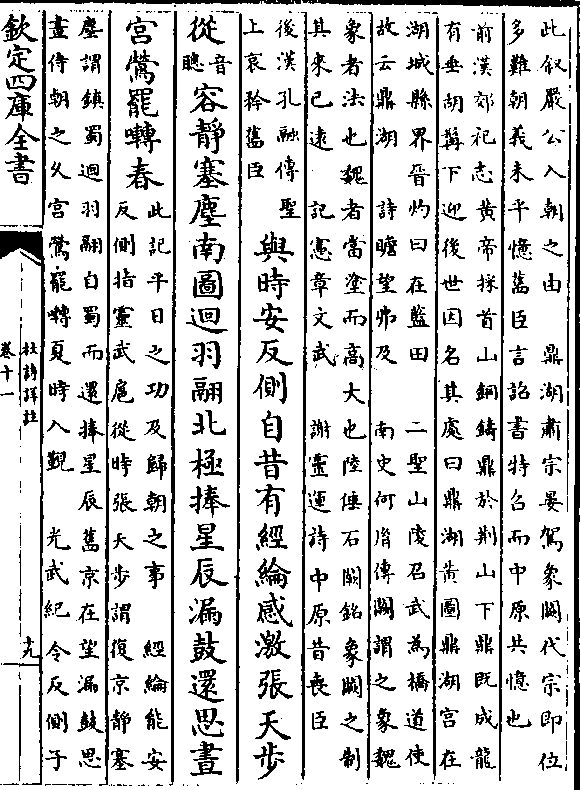 此叙嚴公入朝之由　鼎湖肅宗晏駕象闕代宗即位
多難朝義未平憶舊臣言詔書特召而中原共憶也
前漢郊祀志黃帝採首山銅鑄鼎於荆山下鼎既成龍
有垂胡髯下迎後世因名其處曰鼎湖黃圖鼎湖宮在
湖城縣界晉灼曰在藍田　二聖山陵召武為橋道使
故云鼎湖　詩瞻望弗及　南史何胤傳闕謂之象魏
象者法也魏者當塗而高大也陸倕石闕銘象闕之制
其來已遠　記憲章文武　謝靈運詩中原昔喪臣
後漢孔融傳聖
上哀矜舊臣
與時安反側自昔有經綸感激張天步
從音聰容靜塞塵南圖迴羽翮北極捧星辰漏鼓還思晝
宮鶯罷囀春
此記平日之功及歸朝之事　經綸能安
反側指靈武扈從時張天步謂復京靜塞
塵謂鎮蜀迴羽翮自蜀而還捧星辰舊京在望漏鼓思
晝侍朝之久宮鶯罷囀夏時入覲　光武紀令反側子
欽定四庫全書
杜詩詳註
卷十一
十九